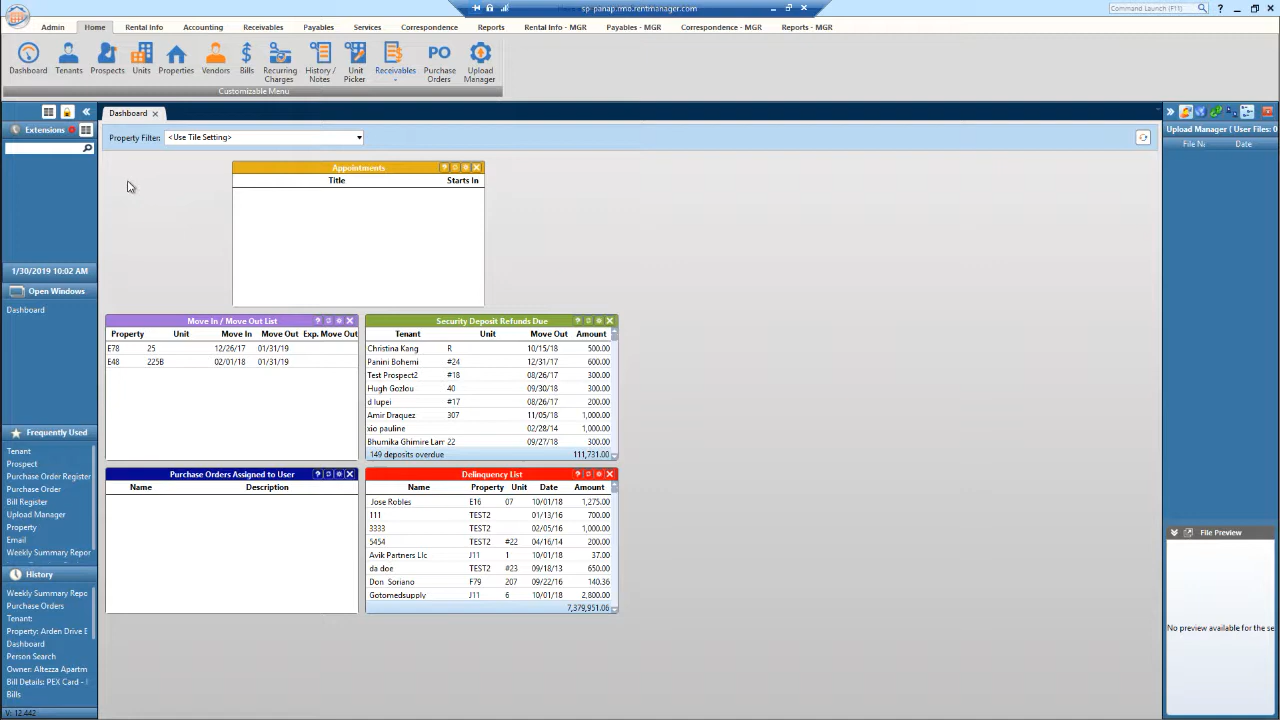 sp-panap.rmo.rentmanager.com
Command Launch (F11)
Admin Home Rental Info Accounting Receivables Payables Services Correspondence Reports Rental Info - MGR Payables - MGR Correspondence - MGR Reports - MGR
Dashboard Tenants Prospects Units Properties Vendors Bills Recurring Charges History / Notes Unit Picker Receivables PO Purchase Orders Upload Manager
Customizable Menu
Dashboard
Extensions
Property Filter: <Use Tile Setting>
Upload Manager ( User Files: 0
File N Date
Appointments
Title Starts In
1/30/2019 10:02 AM
Open Windows
Dashboard
Move In / Move Out List
Property Unit Move In Move Out Exp. Move Out
E78 25 12/26/17 01/31/19
E48 225B 02/01/18 01/31/19
Security Deposit Refunds Due
Tenant Unit Move Out Amount
Christina Kang R 10/15/18 500.00
Panini Bohemi #24 12/31/17 600.00
Test Prospect2 #18 08/26/17 300.00
Hugh Gozlou 40 09/30/18 300.00
d lupei #17 08/26/17 200.00
Amir Draquez 307 11/05/18 1,000.00
xio pauline 02/28/14 1,000.00
Bhumika Ghimire Lam 22 09/27/18 300.00
149 deposits overdue 111,731.00
Frequently Used
Tenant
Prospect
Purchase Order Register
Purchase Order
Bill Register
Upload Manager
Property
Email
Weekly Summary Repor
Purchase Orders Assigned to User
Name Description
Delinquency List
Name Property Unit Date Amount
Jose Robles E16 07 10/01/18 1,275.00
111 TEST2 01/13/16 700.00
3333 TEST2 02/05/16 1,000.00
5454 TEST2 #22 04/16/14 200.00
Avik Partners Llc J11 1 10/01/18 37.00
da doe TEST2 #23 09/18/13 650.00
Don Soriano F79 207 09/22/16 140.36
Gotomedsupply J11 6 10/01/18 2,800.00
7,379,951.06
History
Weekly Summary Repo
Purchase Orders
Tenant:
Property: Arden Drive E
Dashboard
Person Search
Owner: Altezza Apartm
Bill Details: PEX Card -
Bills
V: 12.442
File Preview
No preview available for the se